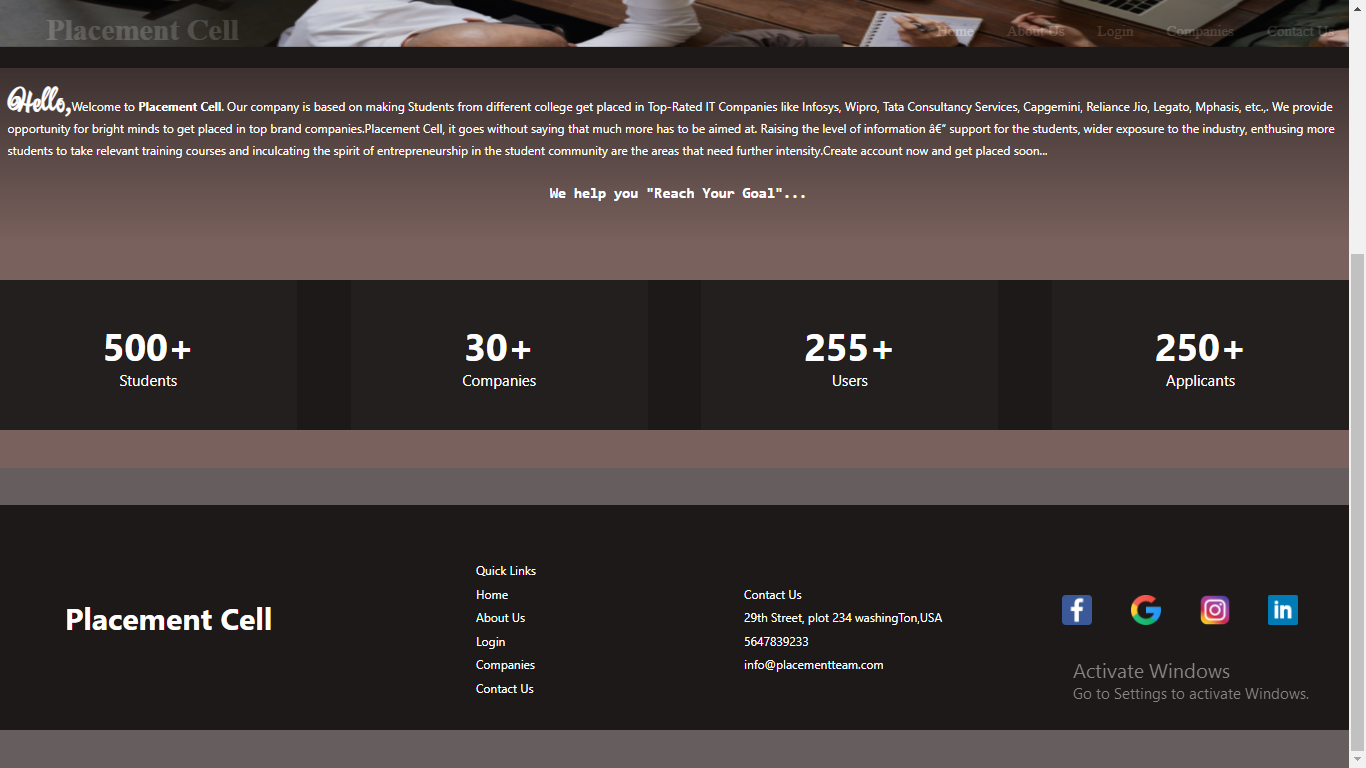 Placement Cell
Home About Us Login Companies Contact Us
Hello,Welcome to Placement Cell. Our company is based on making Students from different college get placed in Top-Rated IT Companies like Infosys, Wipro, Tata Consultancy Services, Capgemini, Reliance Jio, Legato, Mphasis, etc.,. We provide
opportunity for bright minds to get placed in top brand companies.Placement Cell, it goes without saying that much more has to be aimed at. Raising the level of information â€“ support for the students, wider exposure to the industry, enthusing more
students to take relevant training courses and inculcating the spirit of entrepreneurship in the student community are the areas that need further intensity.Create account now and get placed soon...
We help you "Reach Your Goal"...
500+
Students
30+
Companies
255+
Users
250+
Applicants
Placement Cell
Quick Links
Home
About Us
Login
Companies
Contact Us
Contact Us
29th Street, plot 234 washingTon,USA
5647839233
info@placementteam.com
f
G
in
Activate Windows
Go to Settings to activate Windows.